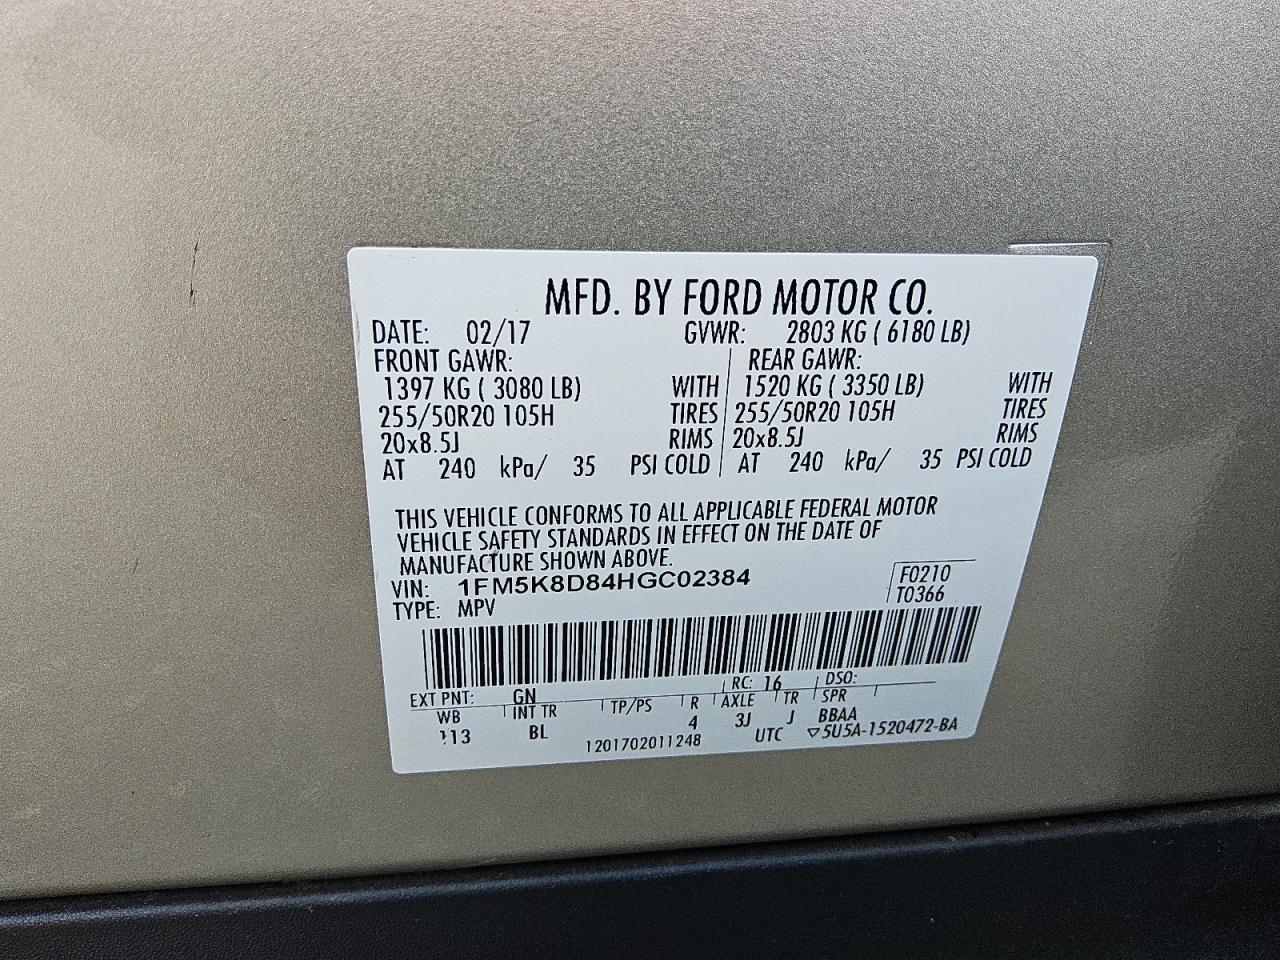 MFD. BY FORD MOTOR CO.
DATE: 02/17 GVWR: 2803 KG ( 6180 LB)
FRONT GAWR: REAR GAWR:
1397 KG ( 3080 LB) WITH 1520 KG ( 3350 LB) WITH
255/50R20 105H TIRES 255/50R20 105H TIRES
20x8.5J RIMS 20x8.5J RIMS
AT 240 kPa/ 35 PSI COLD AT 240 kPa/ 35 PSI COLD
THIS VEHICLE CONFORMS TO ALL APPLICABLE FEDERAL MOTOR
VEHICLE SAFETY STANDARDS IN EFFECT ON THE DATE OF
MANUFACTURE SHOWN ABOVE.
VIN: 1FM5K8D84HGC02384 F0210
TYPE: MPV T0366
EXT PNT: GN RC: 16 DSO:
WB INT TR TP/PS R AXLE TR SPR
113 BL 4 3J J BBAA
1201702011248 UTC ▽5U5A-1520472-BA